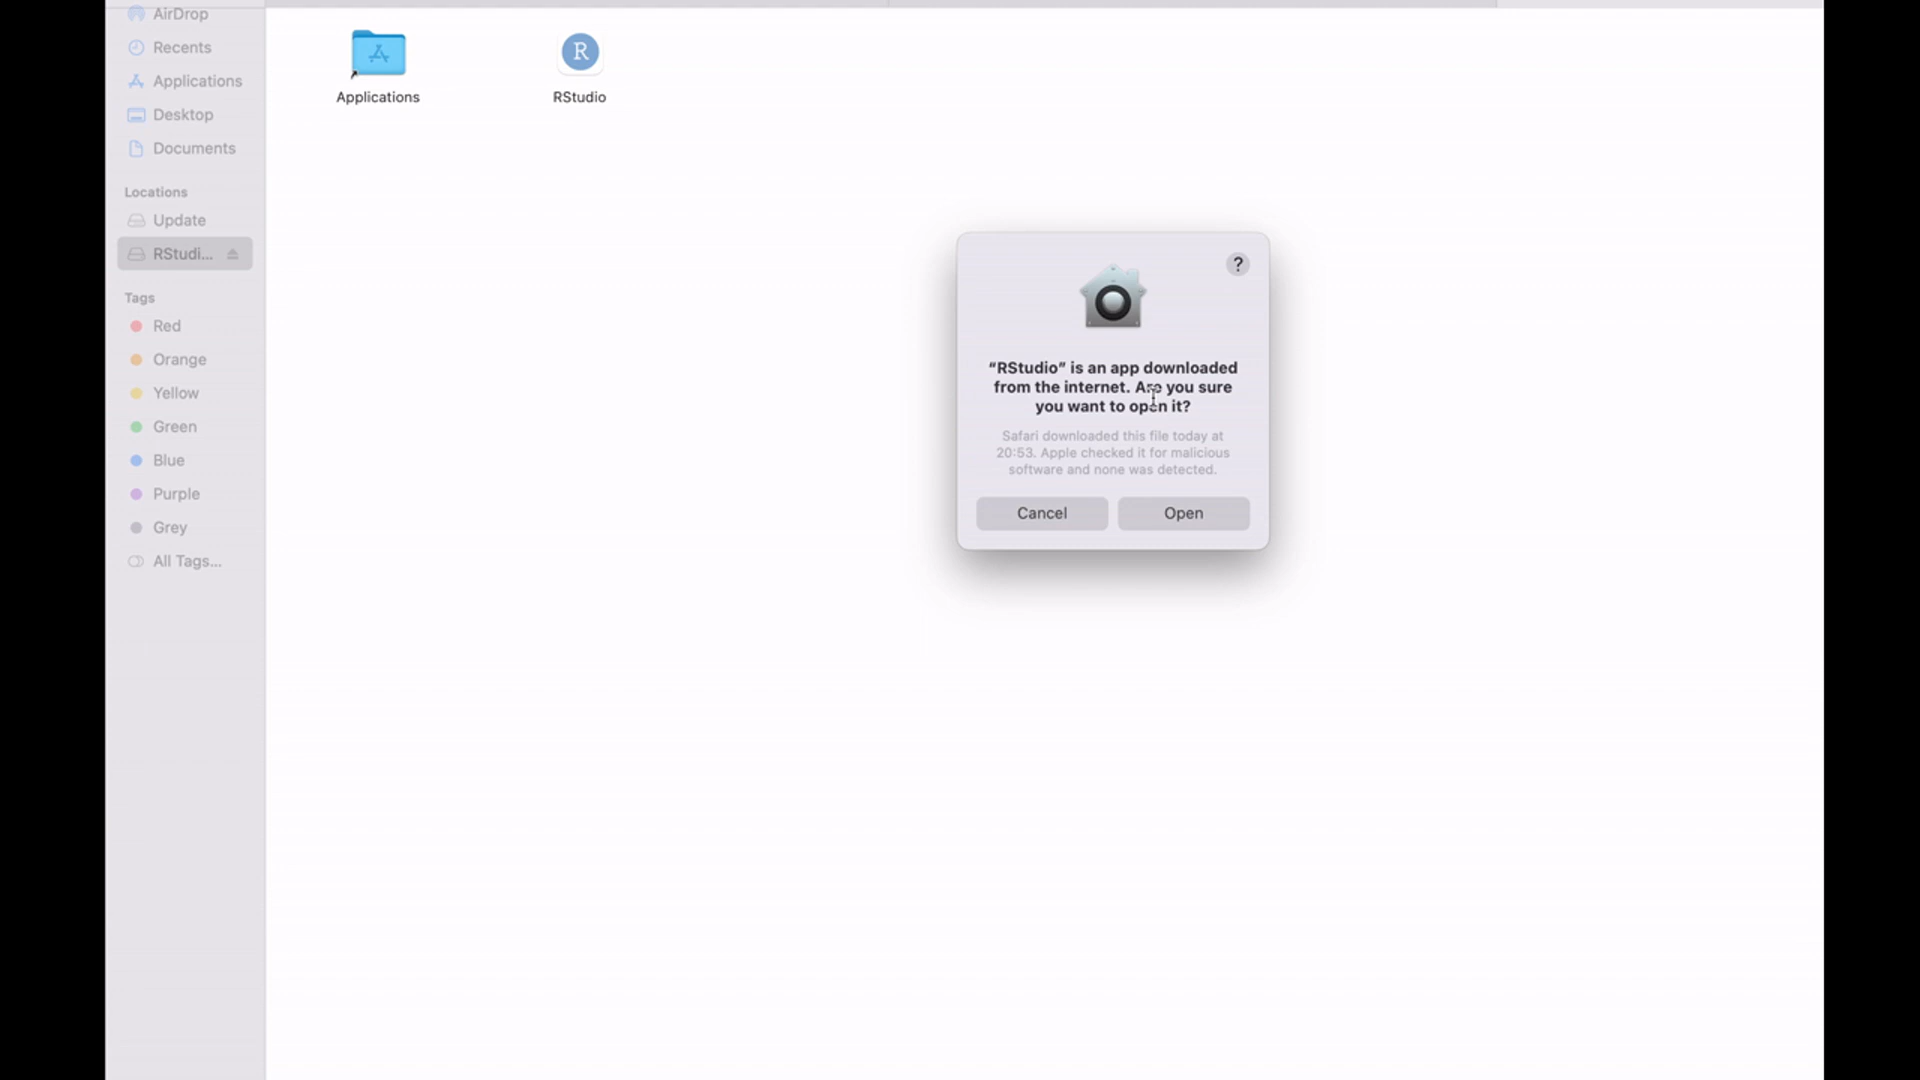 AirDrop
Recents
Applications
Desktop
Documents
Locations
Update
RStudi...
Tags
Red
Orange
Yellow
Green
Blue
Purple
Grey
All Tags...
Applications
R
RStudio
?
“RStudio” is an app downloaded
from the internet. Are you sure
you want to open it?
Safari downloaded this file today at
20:53. Apple checked it for malicious
software and none was detected.
Cancel
Open